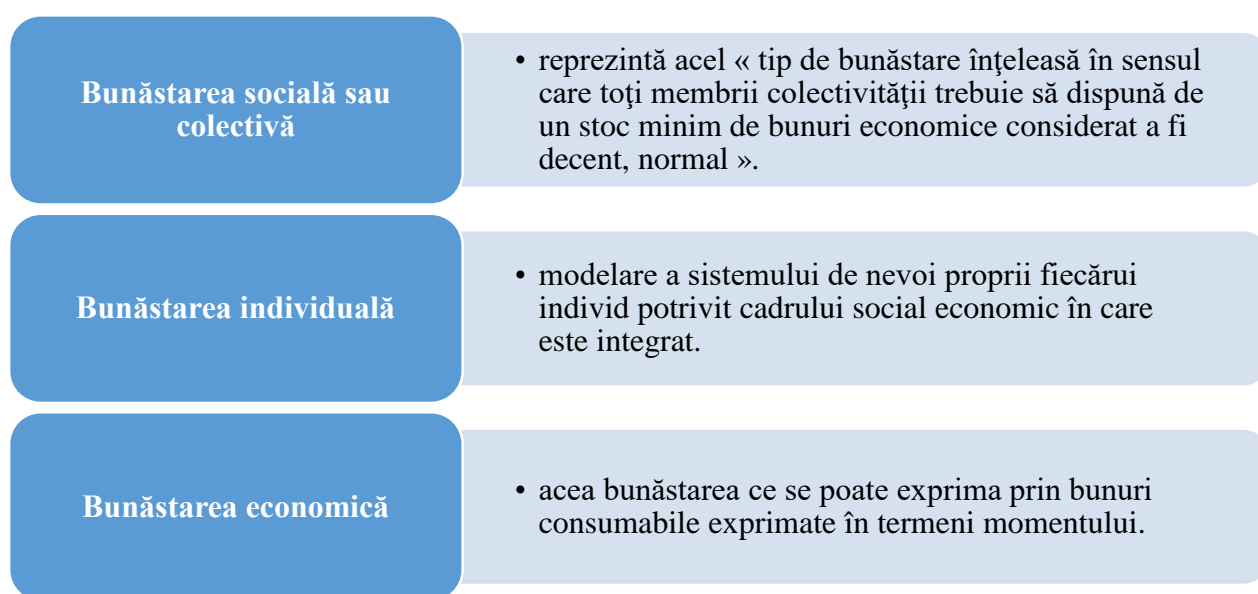 Bunăstarea socială sau
colectivă
• reprezintă acel « tip de bunăstare înţeleasă în sensul
care toţi membrii colectivităţii trebuie să dispună de
un stoc minim de bunuri economice considerat a fi
decent, normal ».
Bunăstarea individuală
• modelare a sistemului de nevoi proprii fiecărui
individ potrivit cadrului social economic în care
este integrat.
Bunăstarea economică
• acea bunăstarea ce se poate exprima prin bunuri
consumabile exprimate în termeni momentului.